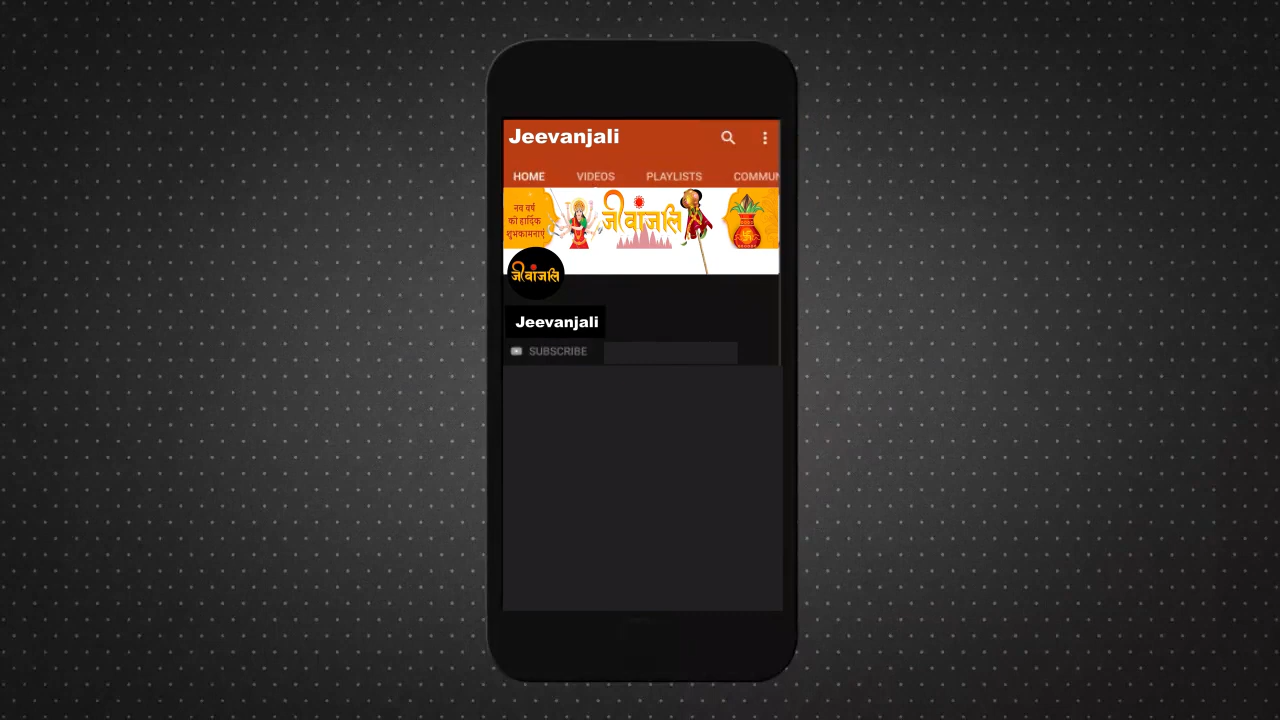 Jeevanjali
HOME VIDEOS PLAYLISTS COMMUN
नव वर्ष
की हार्दिक
शुभकामनाएं
जीवांजलि
जीवांजलि
Jeevanjali
SUBSCRIBE